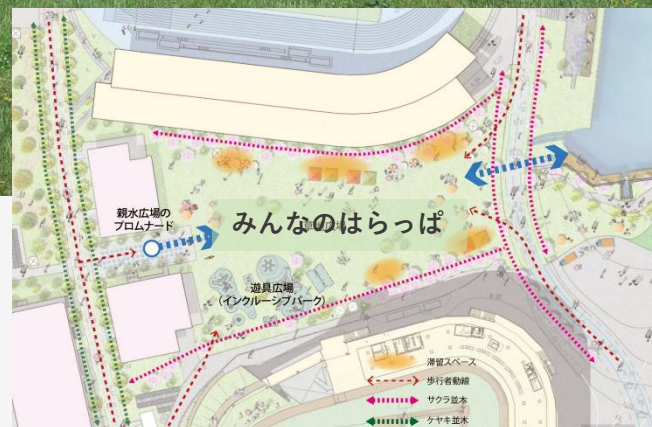 親水広場の
プロムナード
みんなのはらっぱ
遊具広場
(インクルーシブパーク)
滞留スペース
歩行者動線
サクラ並木
ケヤキ並木